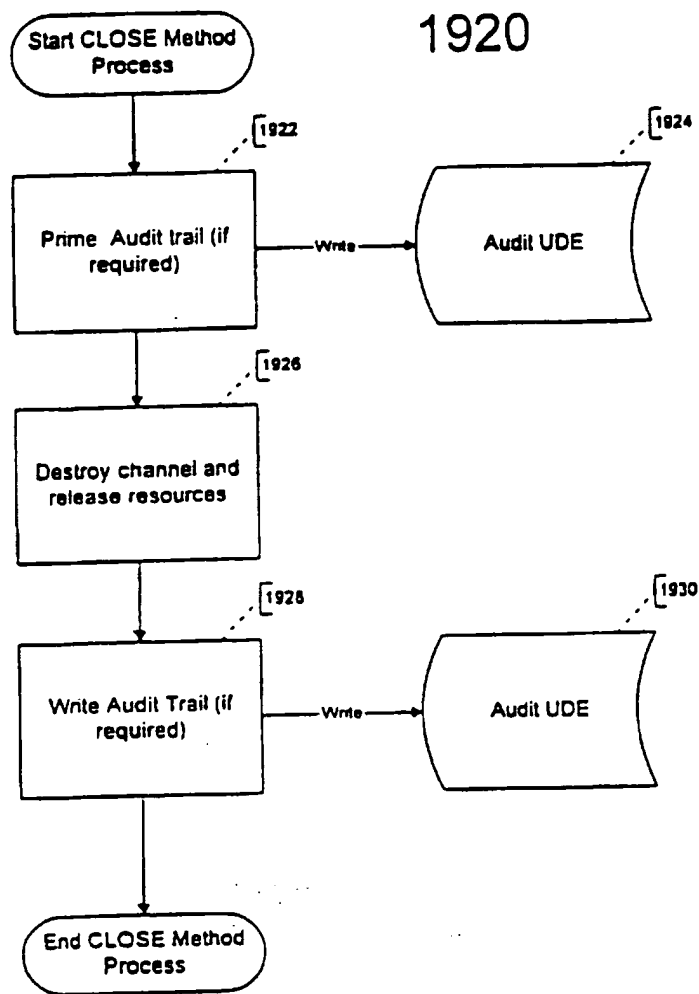 1920
Start CLOSE Method
Process
1922
1924
Prime Audit trail (if
required)
Write
Audit UDE
1926
Destroy channel and
release resources
1928
1930
Write Audit Trail (if
required)
Write
Audit UDE
End CLOSE Method
Process